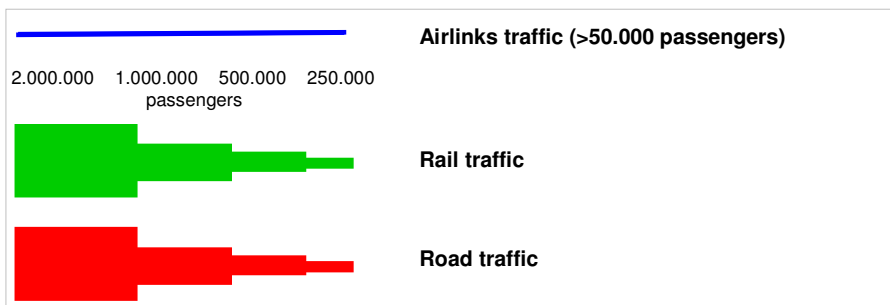 Airlinks traffic (>50.000 passengers)
2.000.000 1.000.000 500.000 250.000
passengers
Rail traffic
Road traffic